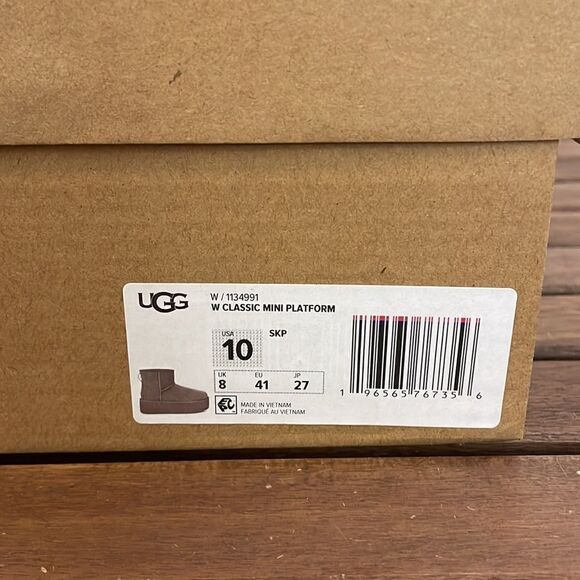 UGG
W / 1134991
W CLASSIC MINI PLATFORM
USA
10
SKP
UK EU JP
8 41 27
MADE IN VIETNAM
FABRIQUÉ AU VIETNAM
1 96565 76735 6